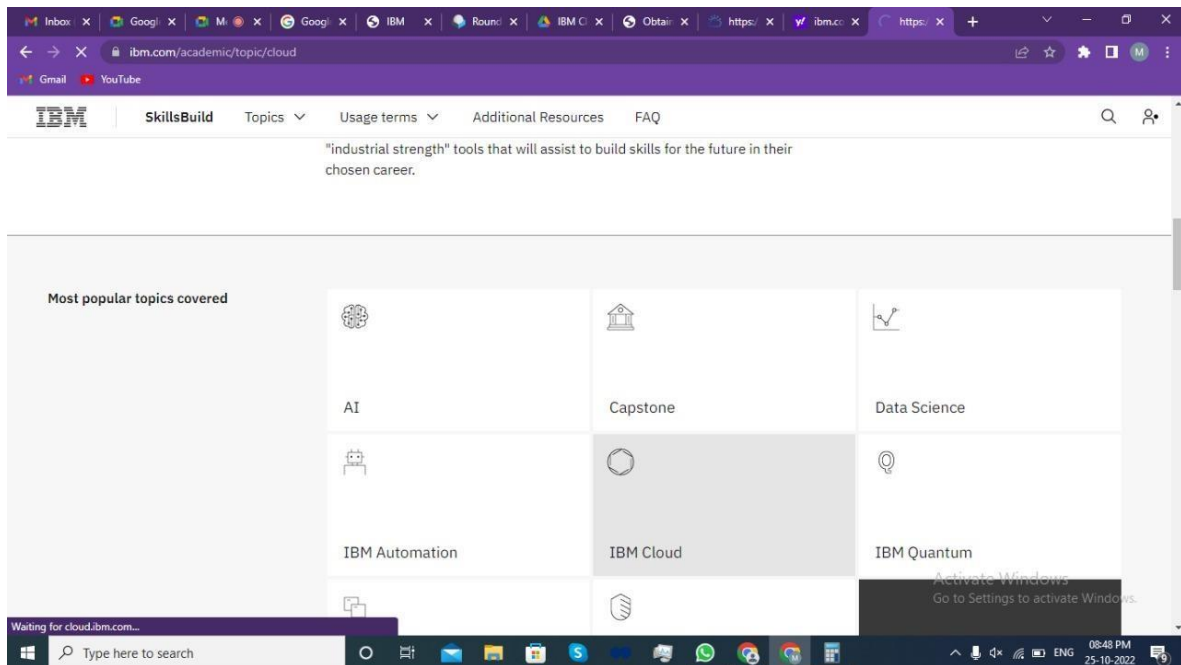 Inbox
Googl
M
Googl
IBM
Round
IBM Cl
Obtain
https:/
ibm.co
https:/
ibm.com/academic/topic/cloud
M
Gmail
YouTube
IBM
SkillsBuild
Topics
Usage terms
Additional Resources
FAQ
"industrial strength" tools that will assist to build skills for the future in their
chosen career.
Most popular topics covered
AI
Capstone
Data Science
IBM Automation
IBM Cloud
IBM Quantum
Activate Windows
Go to Settings to activate Windows.
Waiting for cloud.ibm.com...
Type here to search
ENG
08:48 PM
25-10-2022